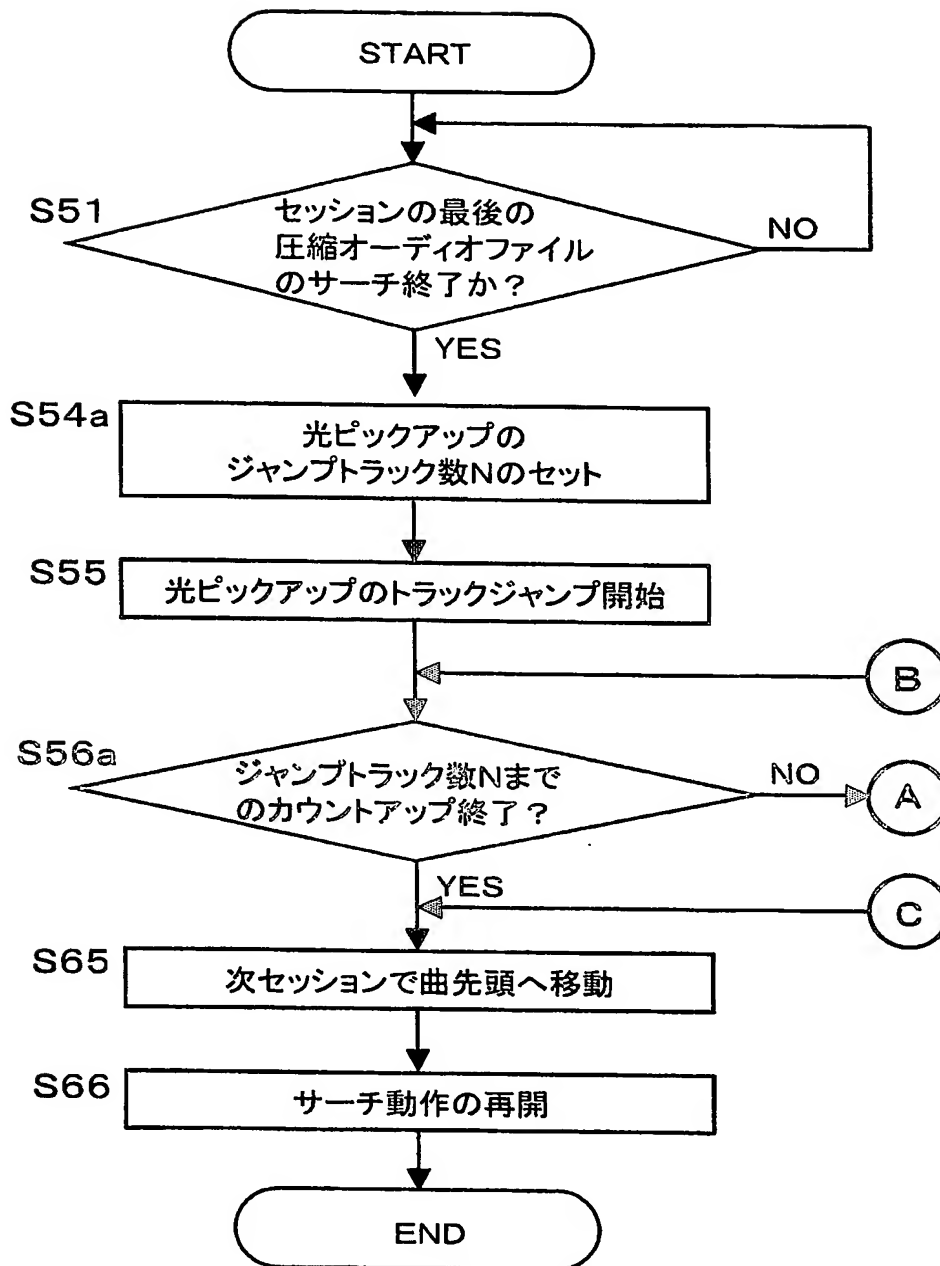 START
S51
セッションの最後の
圧縮オーディオファイル
のサーチ終了か？
NO
YES
S54a
光ピックアップの
ジャンプトラック数Nのセット
S55
光ピックアップのトラックジャンプ開始
B
S56a
ジャンプトラック数Nまで
のカウントアップ終了？
NO
A
YES
C
S65
次セッションで曲先頭へ移動
S66
サーチ動作の再開
END